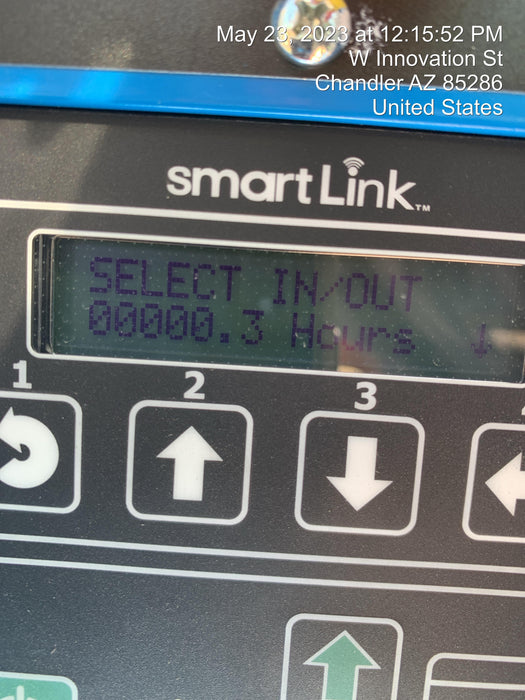 May 23, 2023 at 12:15:52 PM
W Innovation St
Chandler AZ 85286
United States
smartLink™
SELECT IN/OUT
00000.3 Hours ↓
1
2
3